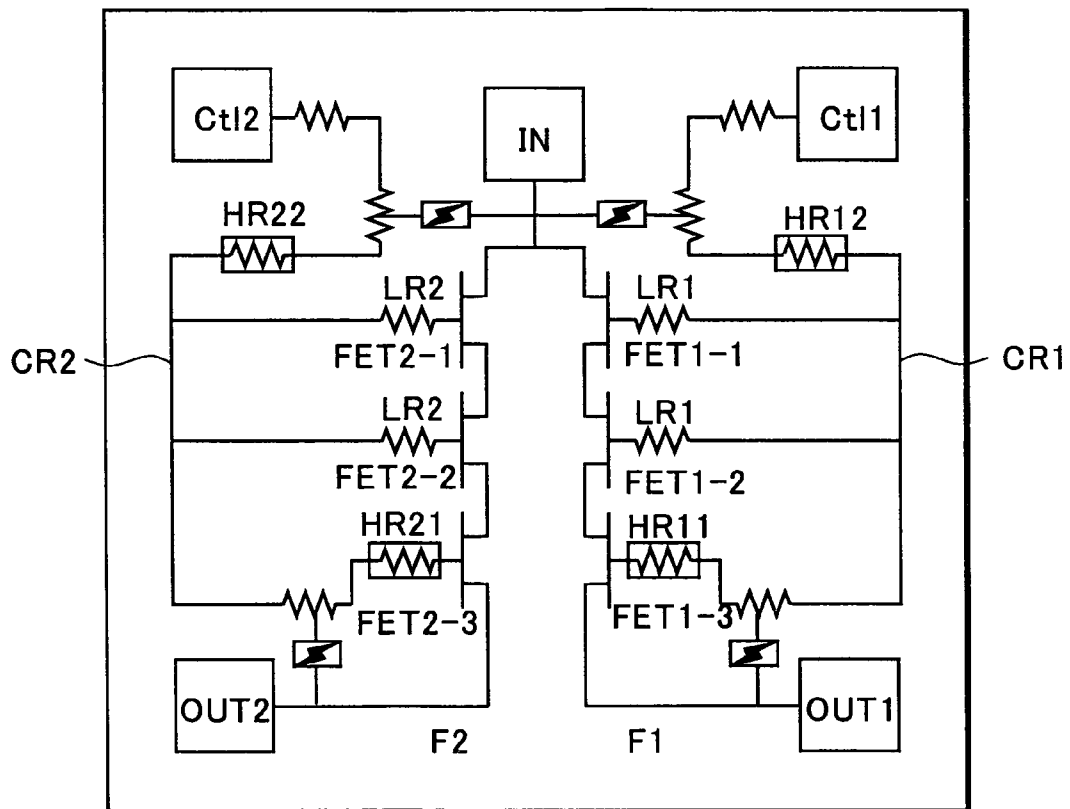 Ctl2
IN
Ctl1
HR22
HR12
LR2
LR1
CR2
FET2-1
FET1-1
CR1
LR2
LR1
FET2-2
FET1-2
HR21
HR11
FET2-3
FET1-3
OUT2
OUT1
F2
F1